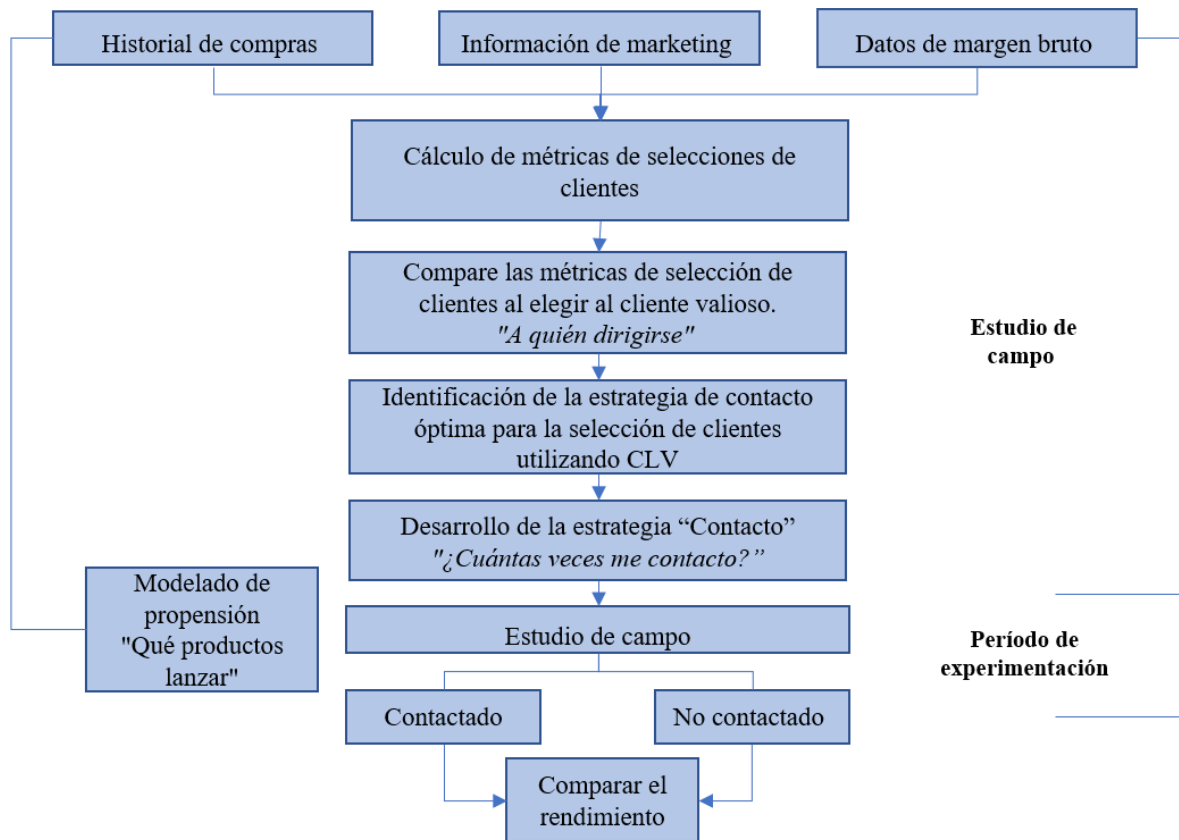 Historial de compras
Información de marketing
Datos de margen bruto
Cálculo de métricas de selecciones de
clientes
Compare las métricas de selección de
clientes al elegir al cliente valioso.
"A quién dirigirse"
Estudio de
campo
Identificación de la estrategia de contacto
óptima para la selección de clientes
utilizando CLV
Desarrollo de la estrategia “Contacto”
"¿Cuántas veces me contacto?”
Modelado de
propensión
"Qué productos
lanzar"
Estudio de campo
Período de
experimentación
Contactado
No contactado
Comparar el
rendimiento